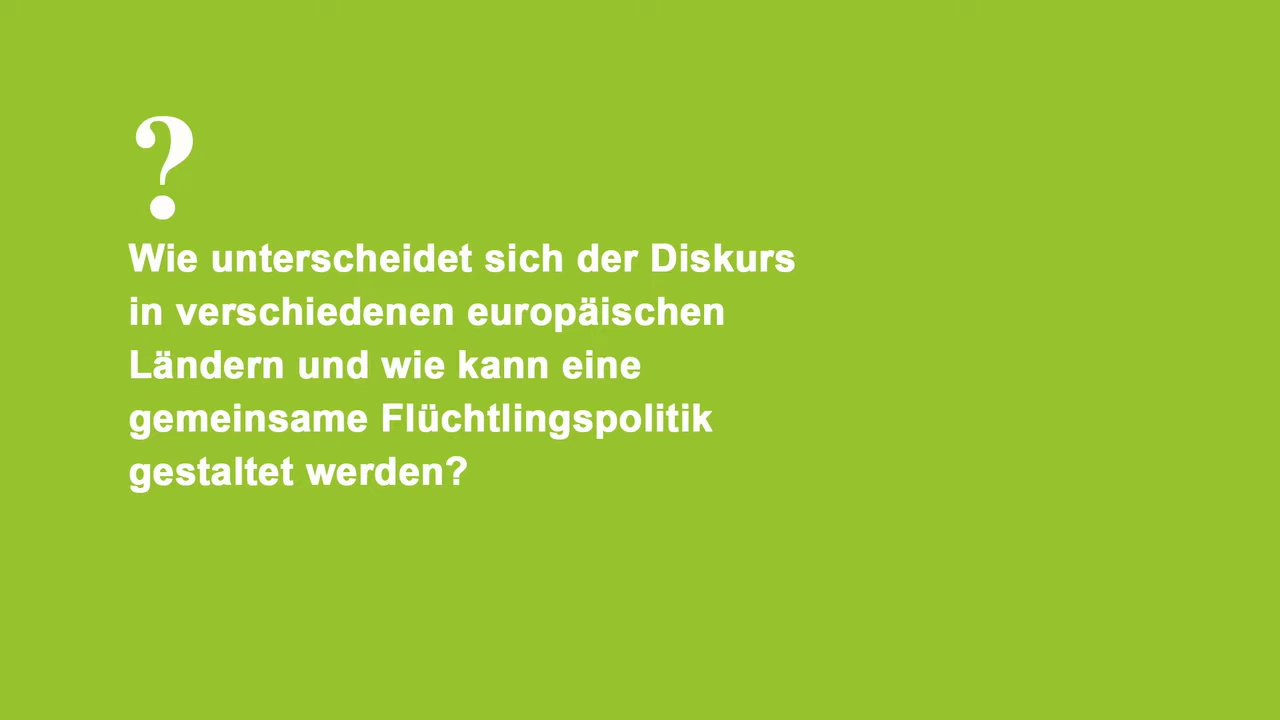 ?
Wie unterscheidet sich der Diskurs
in verschiedenen europäischen
Ländern und wie kann eine
gemeinsame Flüchtlingspolitik
gestaltet werden?